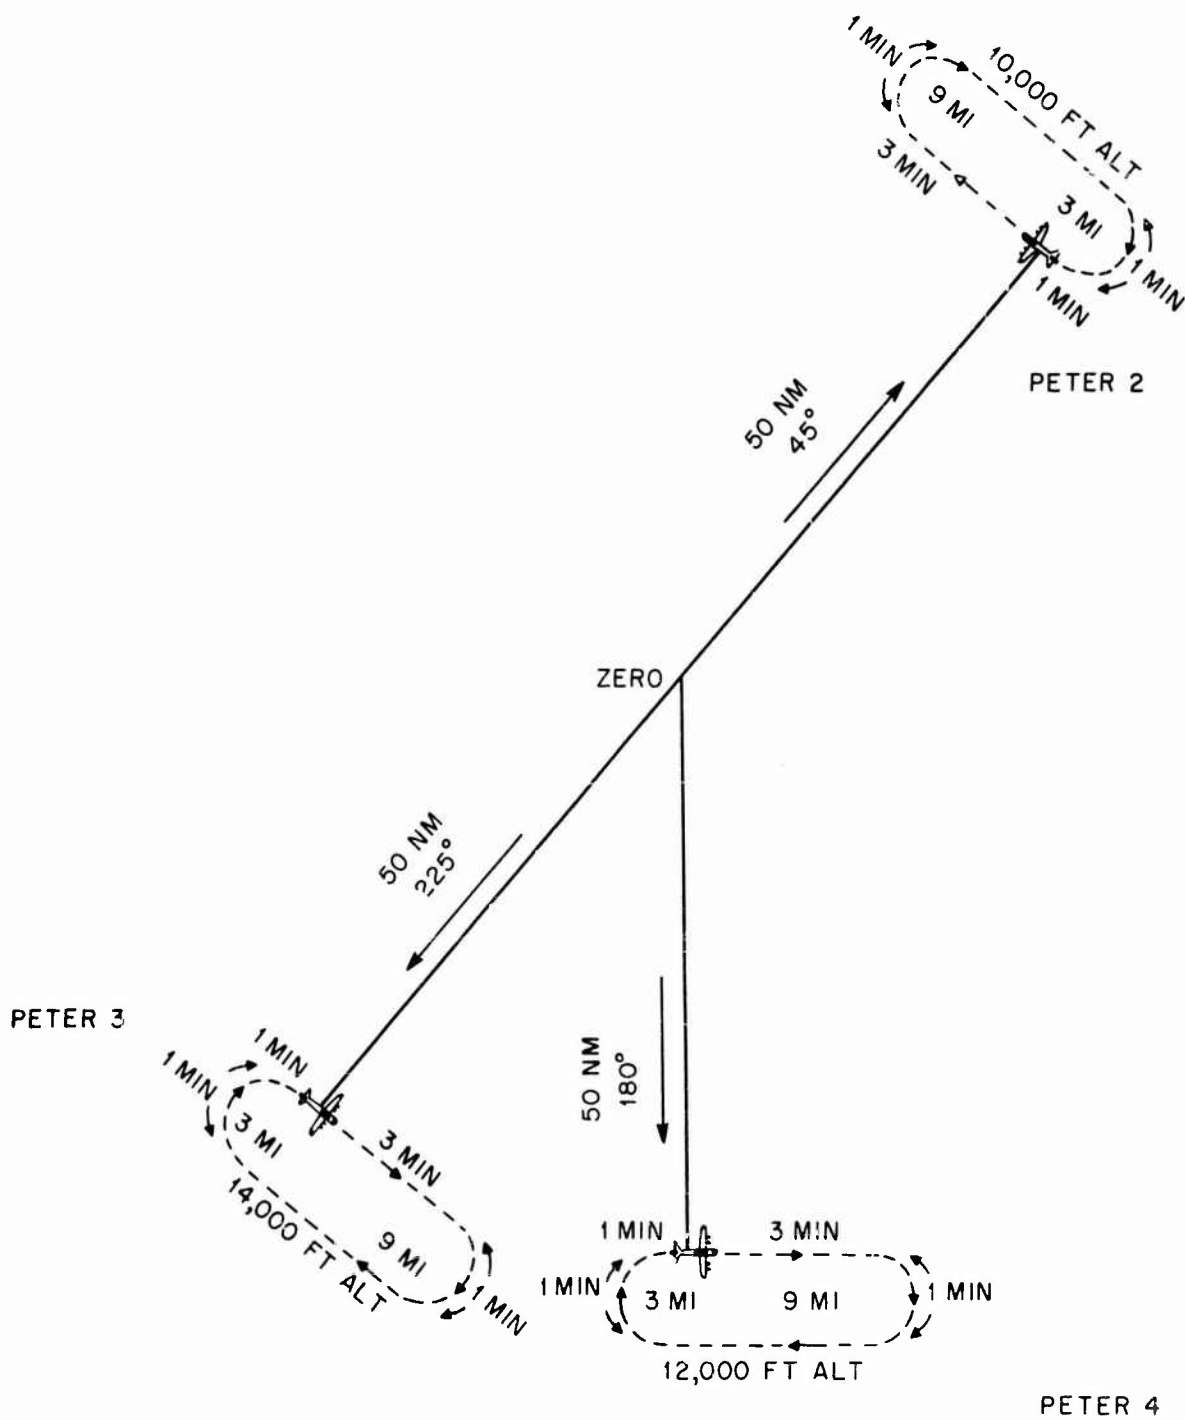 1 MIN
10,000 FT ALT
9 MI
3 MIN
3 MI
1 MIN
1 MIN
PETER 2
50 NM
45°
ZERO
50 NM
225°
PETER 3
1 MIN
1 MIN
3 MI
3 MIN
14,000 FT ALT
9 MI
1 MIN
50 NM
180°
1 MIN
3 MIN
1 MIN
3 MI
9 MI
1 MIN
12,000 FT ALT
PETER 4